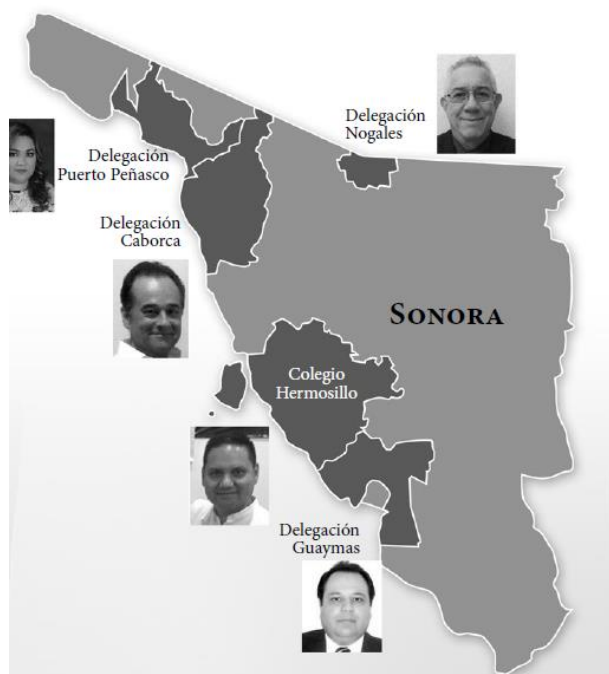 Delegación
Nogales
Delegación
Puerto Peñasco
Delegación
Caborca
SONORA
Colegio
Hermosillo
Delegación
Guaymas